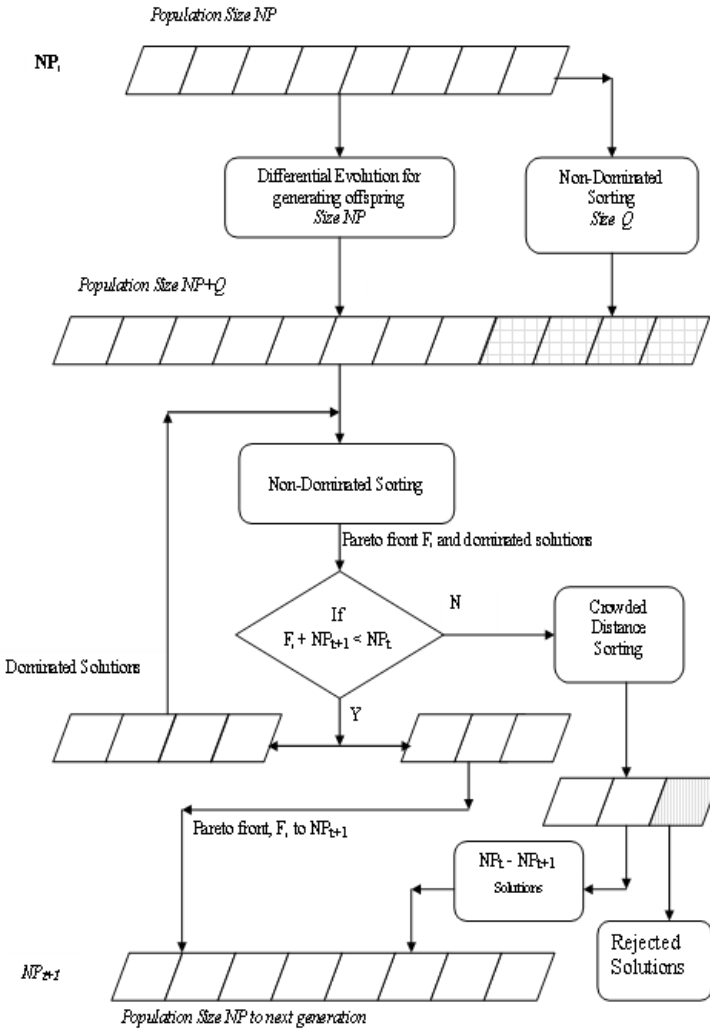 Population Size NP
NPt
Differential Evolution for
generating offspring
Size NP
Non-Dominated
Sorting
Size Q
Population Size NP+Q
Non-Dominated Sorting
Pareto front Fi and dominated solutions
If
Fi + NPt+1 < NPt
N
Crowded
Distance
Sorting
Dominated Solutions
Y
Pareto front, Fi to NPt+1
NPt - NPt+1
Solutions
Rejected
Solutions
NPt+1
Population Size NP to next generation